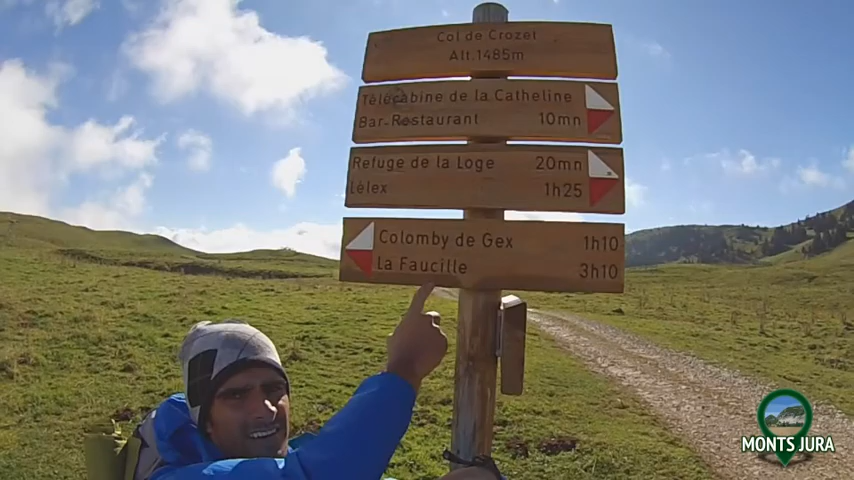 Col de Crozet
Alt.1485m
Télécabine de la Catheline
Bar-Restaurant 10mn
Refuge de la Loge 20mn
Lélex 1h25
Colomby de Gex 1h10
La Faucille 3h10
MONTS JURA